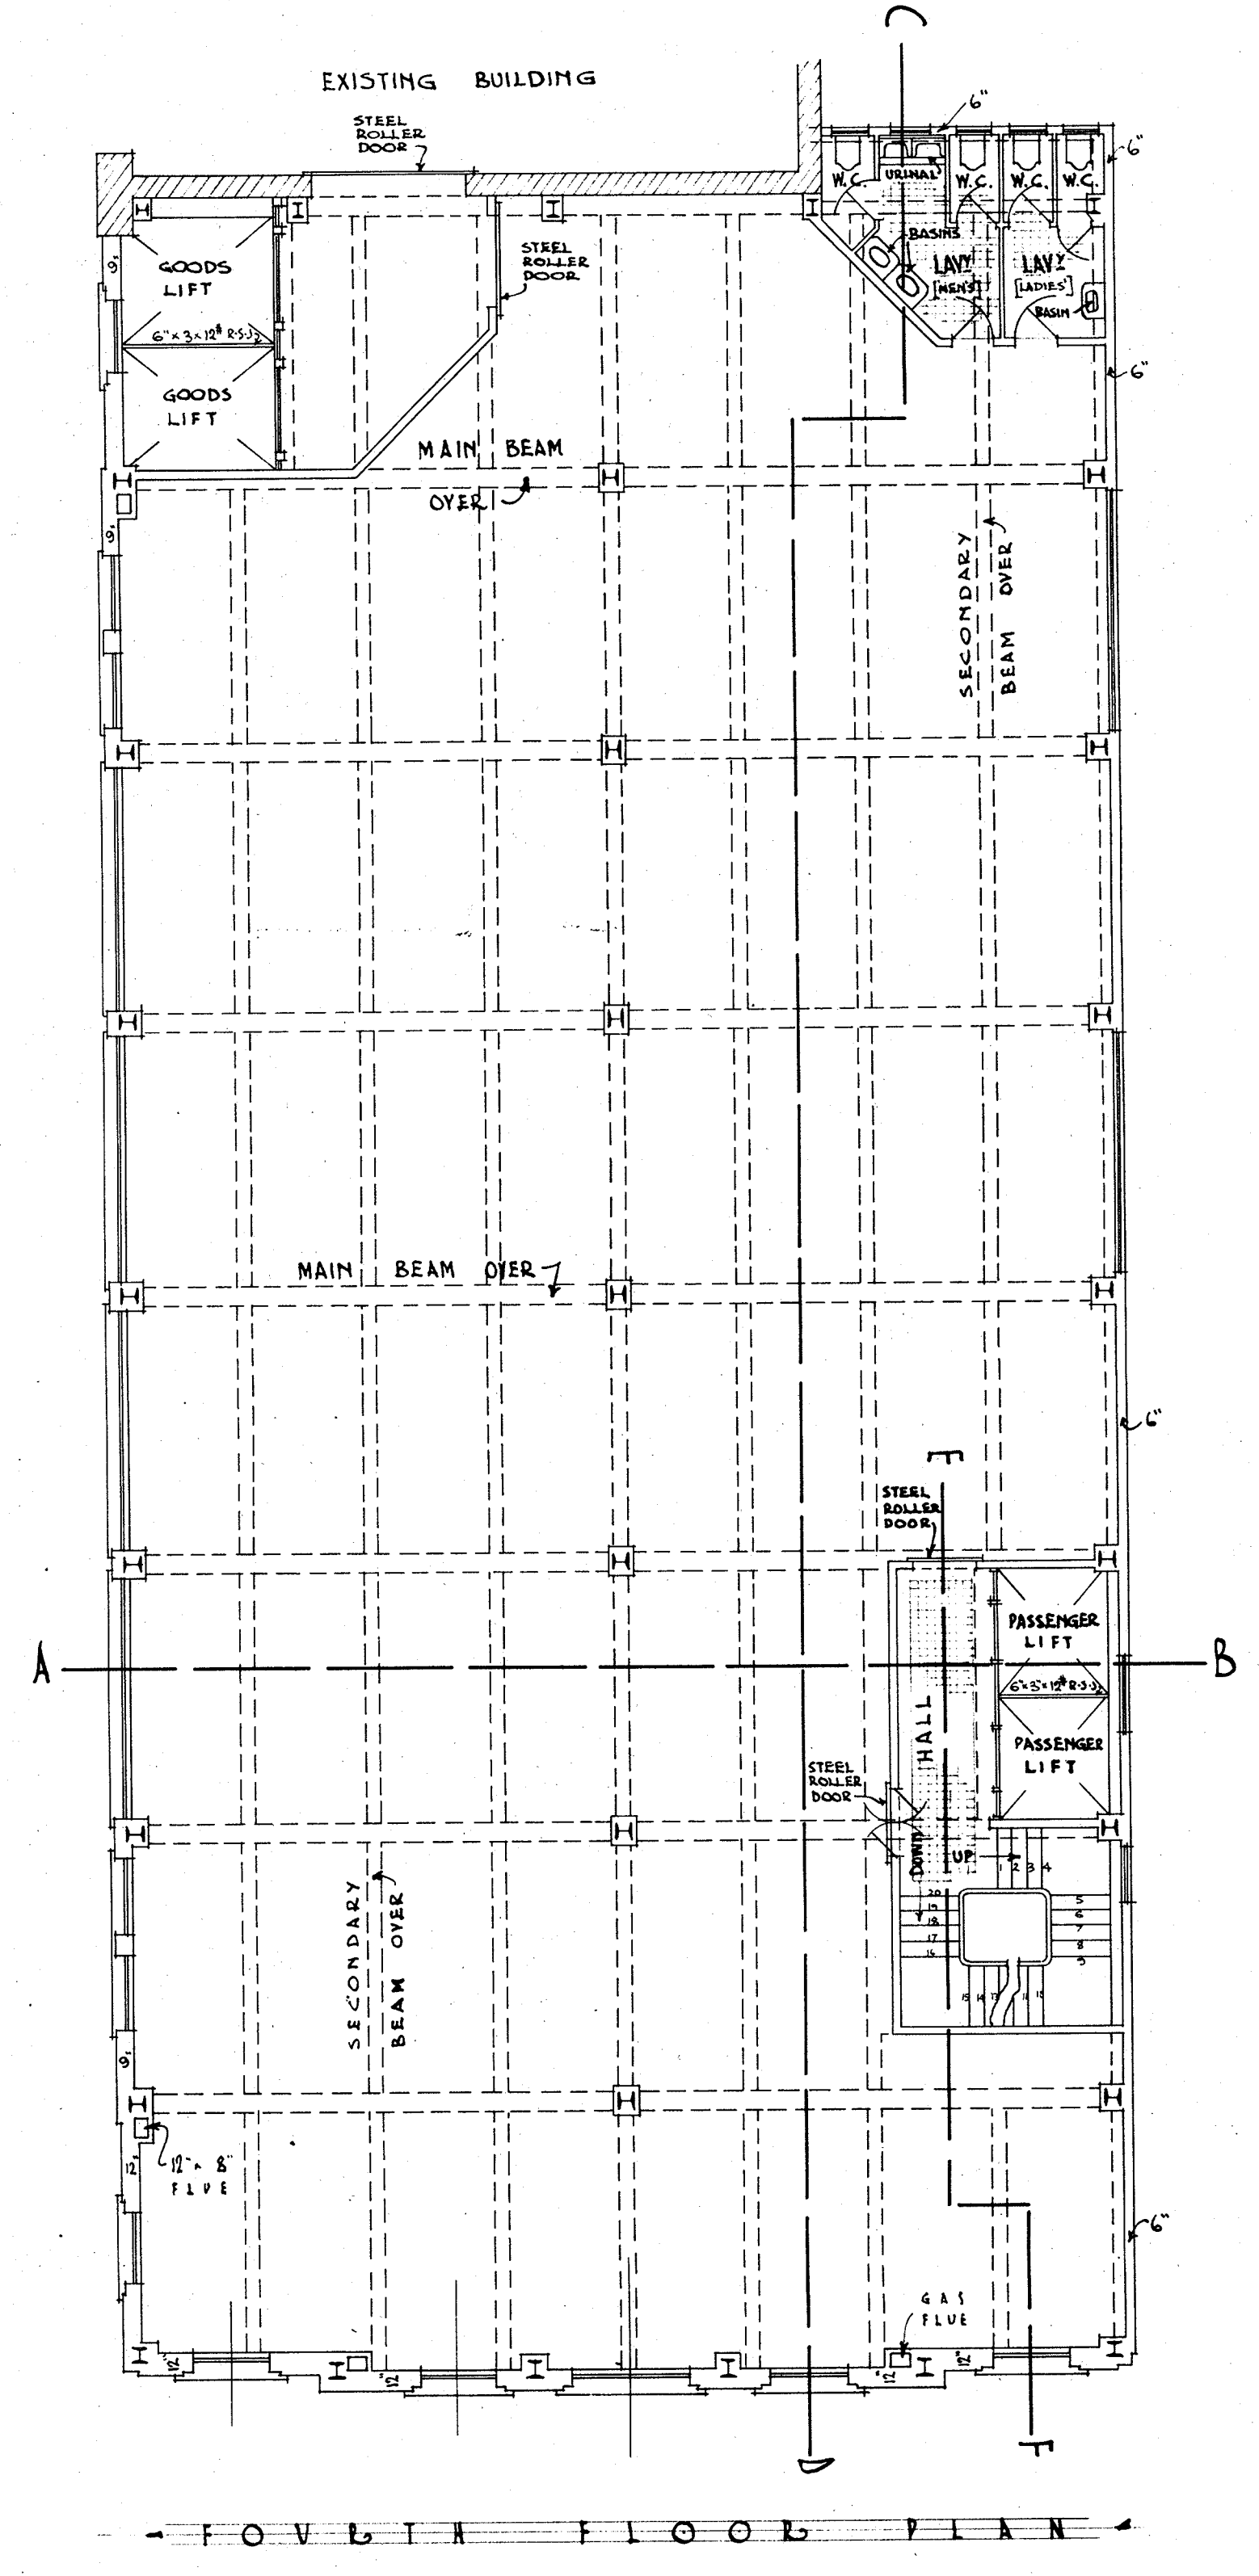 C
EXISTING BUILDING
6"
STEEL
ROLLER
DOOR
6"
W.C.
URINAL
W.C.
W.C.
W.C.
BASINS
STEEL
ROLLER
DOOR
9"
GOODS
LIFT
LAVY
[MEN'S]
LAVY
[LADIES']
BASIN
6" x 3 x 12# R.S.J
GOODS
LIFT
6"
MAIN BEAM
OVER
9"
SECONDARY
BEAM OVER
MAIN BEAM OVER
6"
E
STEEL
ROLLER
DOOR
PASSENGER
LIFT
A
B
6"x3"x12# R.S.J
HALL
PASSENGER
LIFT
STEEL
ROLLER
DOOR
DOWN
UP
1 2 3 4
20
19
18
17
16
5
6
7
8
9
15 14 13 11 10
SECONDARY
BEAM OVER
9"
12" x 8"
FLUE
12"
6"
GAS
FLUE
12"
12"
12"
12"
D
F
FOURTH FLOOR PLAN